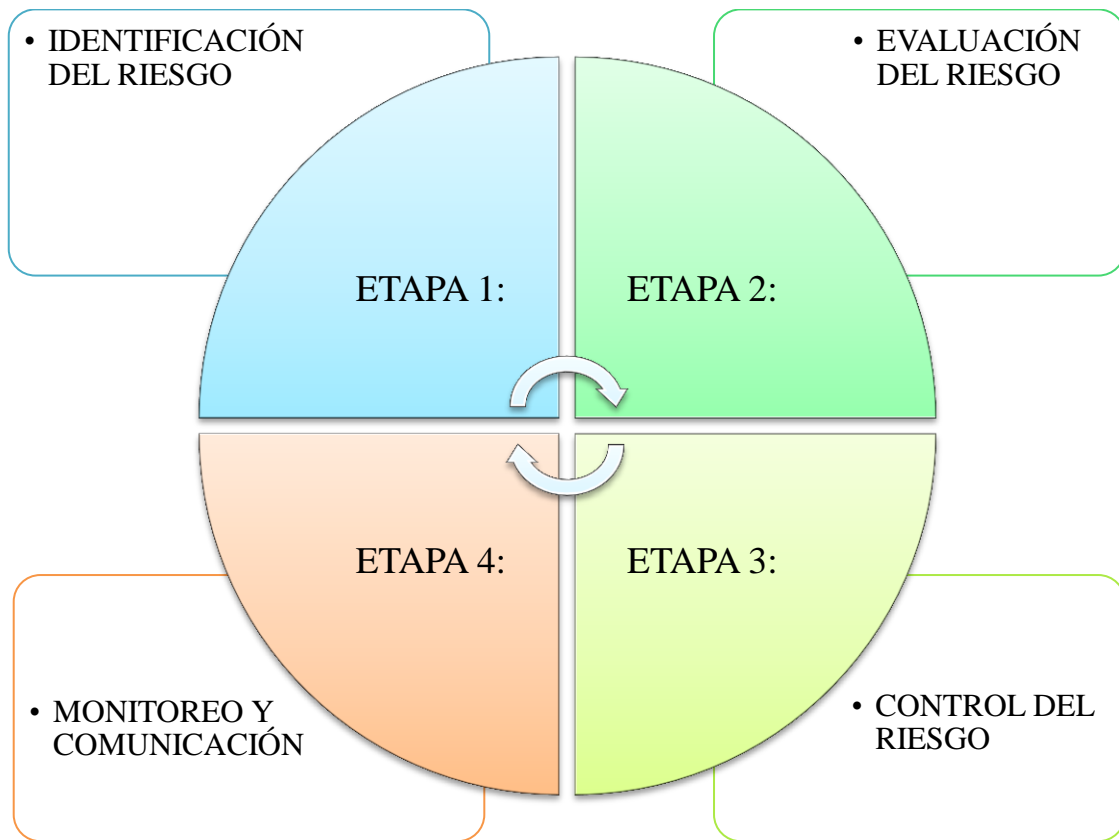 • IDENTIFICACIÓN
DEL RIESGO
• EVALUACIÓN
DEL RIESGO
ETAPA 1:
ETAPA 2:
ETAPA 4:
ETAPA 3:
• MONITOREO Y
COMUNICACIÓN
• CONTROL DEL
RIESGO